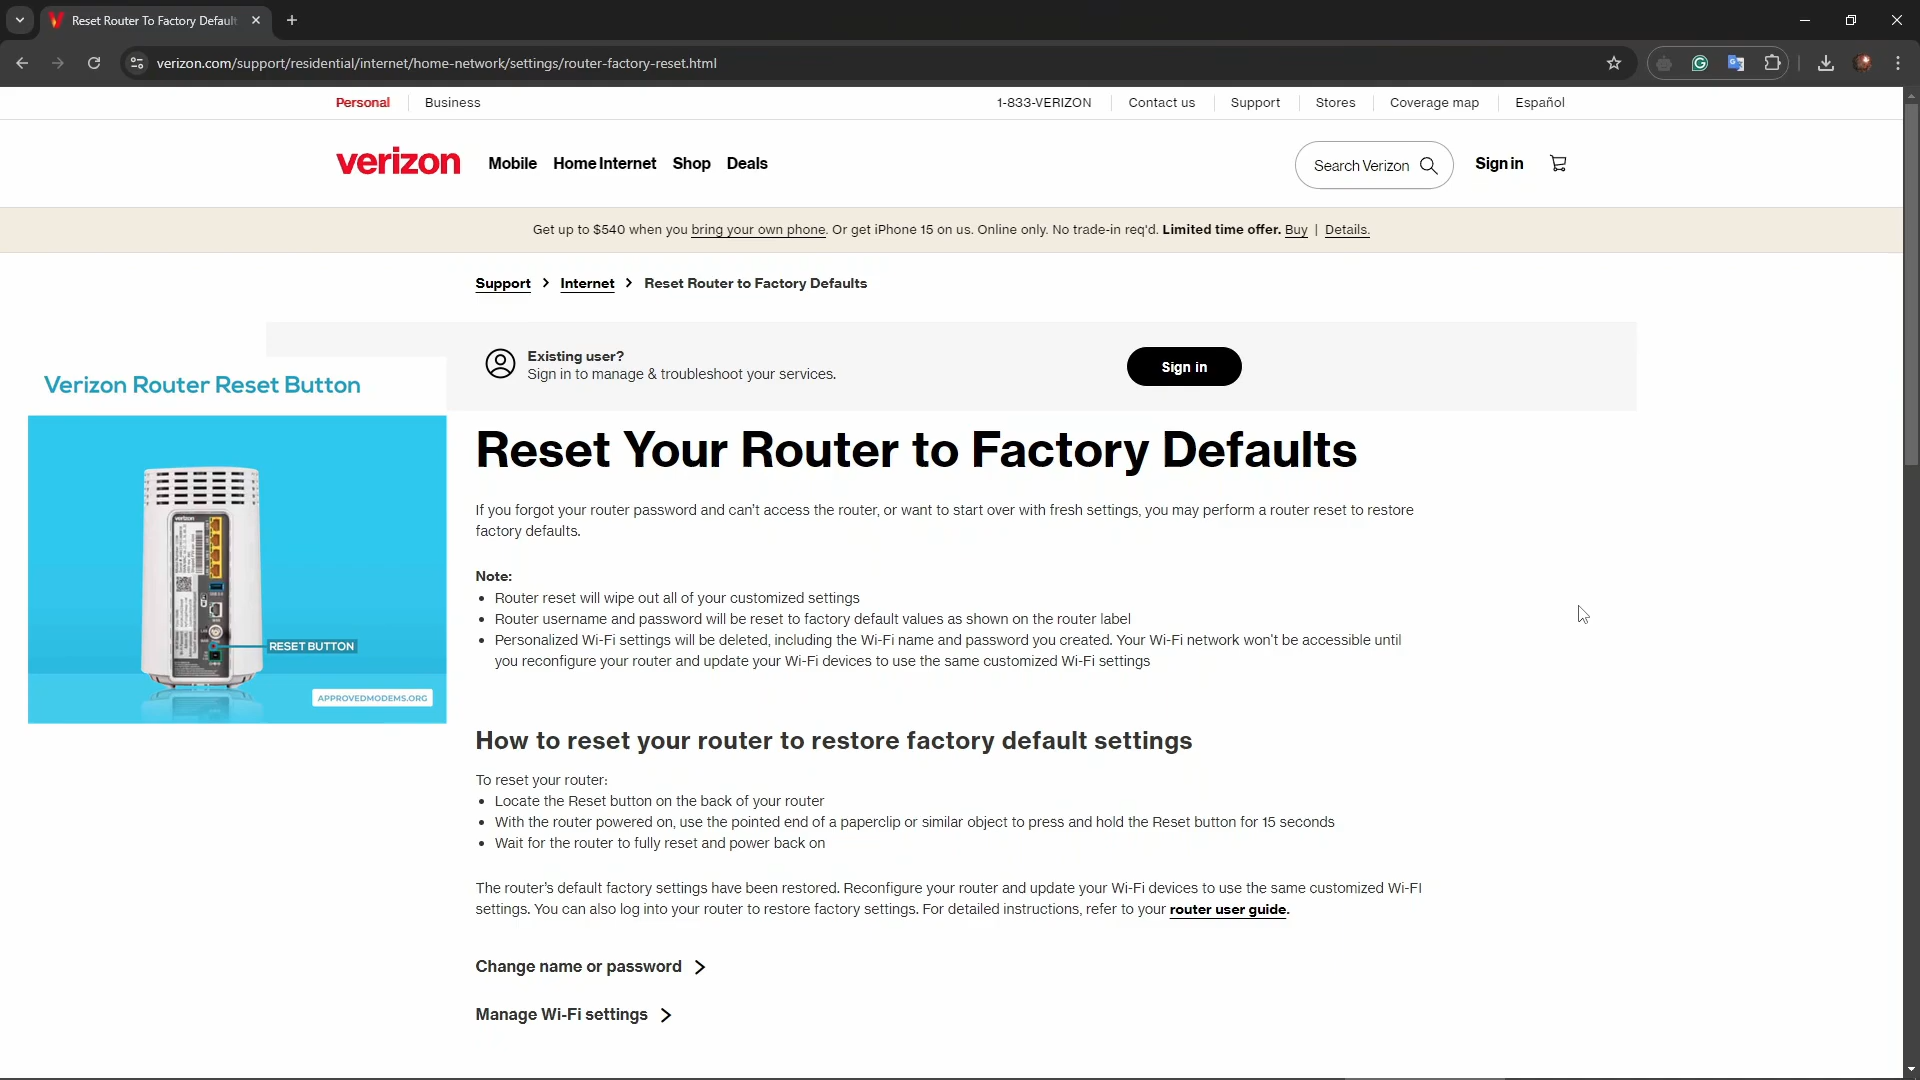 Reset Router To Factory Default
verizon.com/support/residential/internet/home-network/settings/router-factory-reset.html
Personal
Business
1-833-VERIZON
Contact us
Support
Stores
Coverage map
Español
verizon
Mobile
Home Internet
Shop
Deals
Search Verizon
Sign in
Get up to $540 when you bring your own phone. Or get iPhone 15 on us. Online only. No trade-in req'd. Limited time offer. Buy | Details.
Support
Internet
Reset Router to Factory Defaults
Existing user?
Sign in to manage & troubleshoot your services.
Sign in
Verizon Router Reset Button
verizon
RESET BUTTON
APPROVEDMODEMS.ORG
Reset Your Router to Factory Defaults
If you forgot your router password and can't access the router, or want to start over with fresh settings, you may perform a router reset to restore
factory defaults.
Note:
• Router reset will wipe out all of your customized settings
• Router username and password will be reset to factory default values as shown on the router label
• Personalized Wi-Fi settings will be deleted, including the Wi-Fi name and password you created. Your Wi-Fi network won't be accessible until
you reconfigure your router and update your Wi-Fi devices to use the same customized Wi-Fi settings
How to reset your router to restore factory default settings
To reset your router:
• Locate the Reset button on the back of your router
• With the router powered on, use the pointed end of a paperclip or similar object to press and hold the Reset button for 15 seconds
• Wait for the router to fully reset and power back on
The router's default factory settings have been restored. Reconfigure your router and update your Wi-Fi devices to use the same customized Wi-FI
settings. You can also log into your router to restore factory settings. For detailed instructions, refer to your router user guide.
Change name or password
Manage Wi-Fi settings